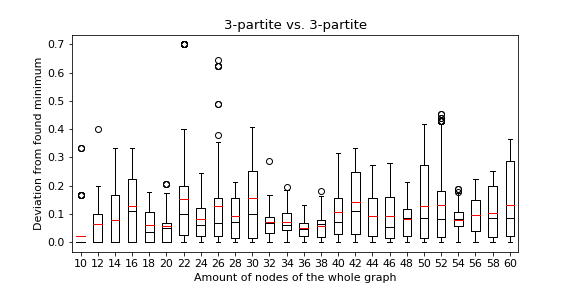 3-partite vs. 3-partite
Deviation from found minimum
0.7
0.6
0.5
0.4
0.3
0.2
0.1
0.0
10 12 14 16 18 20 22 24 26 28 30 32 34 36 38 40 42 44 46 48 50 52 54 56 58 60
Amount of nodes of the whole graph